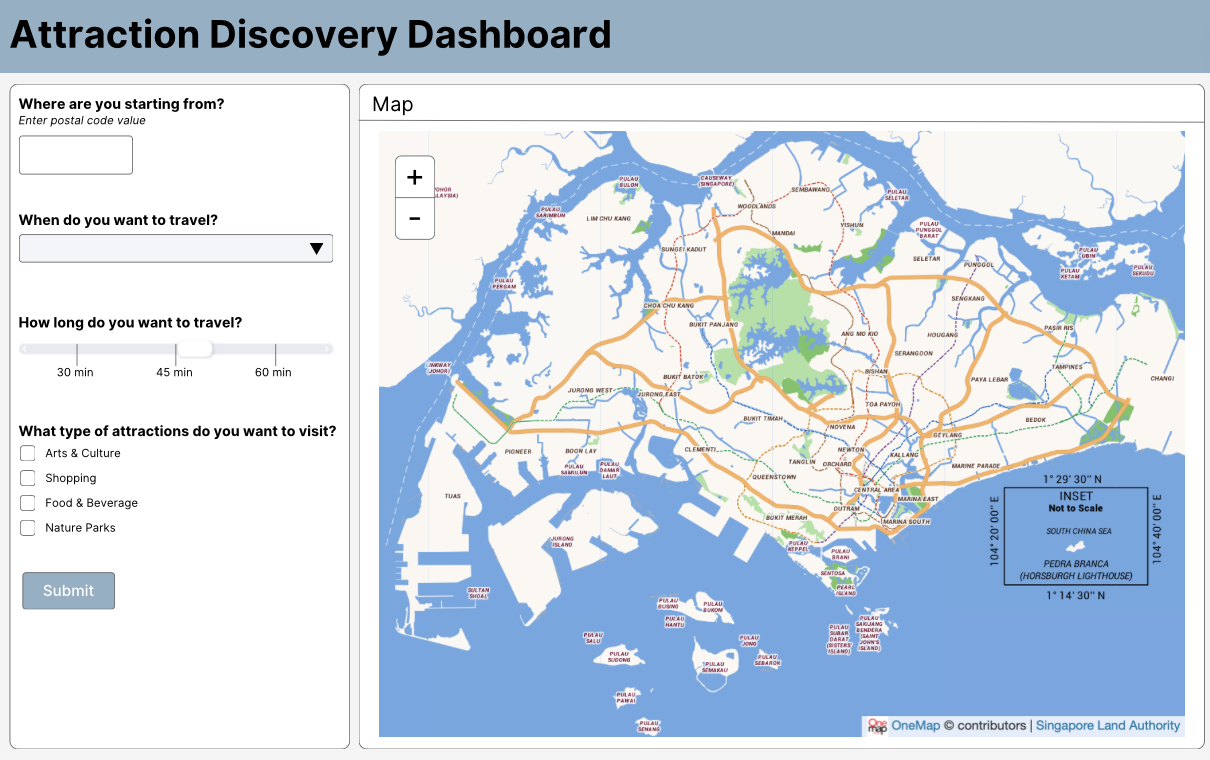 Attraction Discovery Dashboard
Where are you starting from?
Enter postal code value
When do you want to travel?
How long do you want to travel?
30 min
45 min
60 min
What type of attractions do you want to visit?
Arts & Culture
Shopping
Food & Beverage
Nature Parks
Submit
Map
+
-
PULAU
BULOH
CAUSEWAY
(SINGAPORE)
SEMBAWANG
PULAU
SELETAR
WOODLANDS
PULAU
SARIMBUN
LIM CHU KANG
YISHUN
PULAU
PUNGGOL
BARAT
MANDAI
SUNGEI KADUT
SELETAR
PUNGGOL
PULAU
UBIN
PULAU
KETAM
PULAU
SEKUDU
PULAU
PERGAM
CHOA CHU KANG
SENGKANG
BUKIT PANJANG
ANG MO KIO
HOUGANG
PASIR RIS
SERANGOON
LINKWAY
(JOHOR)
BUKIT BATOK
BISHAN
PAYA LEBAR
TAMPINES
CHANGI
JURONG WEST
JURONG EAST
TOA PAYOH
BUKIT TIMAH
NOVENA
BEDOK
GEYLANG
PIONEER
BOON LAY
CLEMENTI
NEWTON
KALLANG
TANGLIN
ORCHARD
MARINE PARADE
PULAU
SAMULUN
PULAU
DAMAR
LAUT
QUEENSTOWN
TUAS
CENTRAL AREA
MARINA EAST
OUTRAM
BUKIT MERAH
MARINA SOUTH
JURONG
ISLAND
PULAU
KEPPEL
PULAU
BRANI
SENTOSA
PEARL
ISLAND
SULTAN
SHOAL
PULAU
BUSING
PULAU
BUKOM
PULAU
HANTU
PULAU
SALU
PULAU
SUDONG
PULAU
JONG
PULAU
SEMAKAU
PULAU
SEBAROK
PULAU
SUBAR
DARAT
(SISTERS'
ISLAND)
PULAU
SAKIJANG
BENDERA
(SAINT
JOHN'S
ISLAND)
PULAU
PAWAI
PULAU
SENANG
1° 29' 30'' N
104° 20' 00'' E
INSET
Not to Scale
SOUTH CHINA SEA
PEDRA BRANCA
(HORSBURGH LIGHTHOUSE)
104° 40' 00'' E
1° 14' 30'' N
One
map
OneMap © contributors | Singapore Land Authority